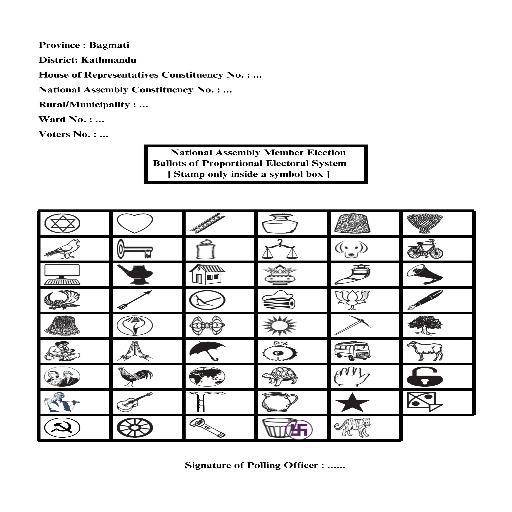 Province : Bagmati
District: Kathmandu
House of Representatives Constituency No. : ...
National Assembly Constituency No. : ...
Rural/Municipality : ...
Ward No. : ...
Voters No. : ...
National Assembly Member Election
Ballots of Proportional Electoral System
[ Stamp only inside a symbol box ]
Signature of Polling Officer : ......